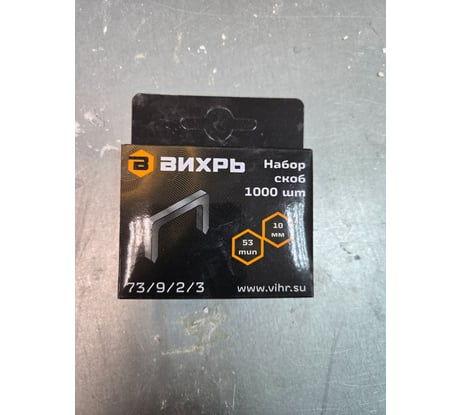 ВИХРЬ
Набор
скоб
1000 шт
10
мм
53
тип
73/9/2/3
www.vihr.su